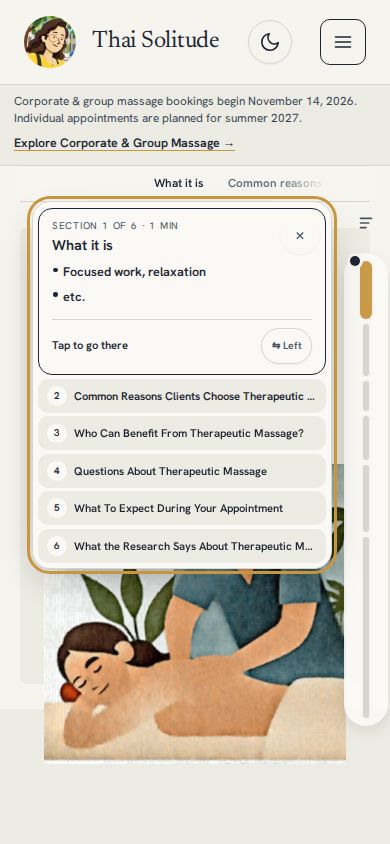 Thai Solitude
Corporate & group massage bookings begin November 14, 2026.
Individual appointments are planned for summer 2027.
Explore Corporate & Group Massage →
What it is
Common reasons
SECTION 1 OF 6 · 1 MIN
×
What it is
• Focused work, relaxation
• etc.
Tap to go there
⇆ Left
2 Common Reasons Clients Choose Therapeutic ...
3 Who Can Benefit From Therapeutic Massage?
4 Questions About Therapeutic Massage
5 What To Expect During Your Appointment
6 What the Research Says About Therapeutic M...